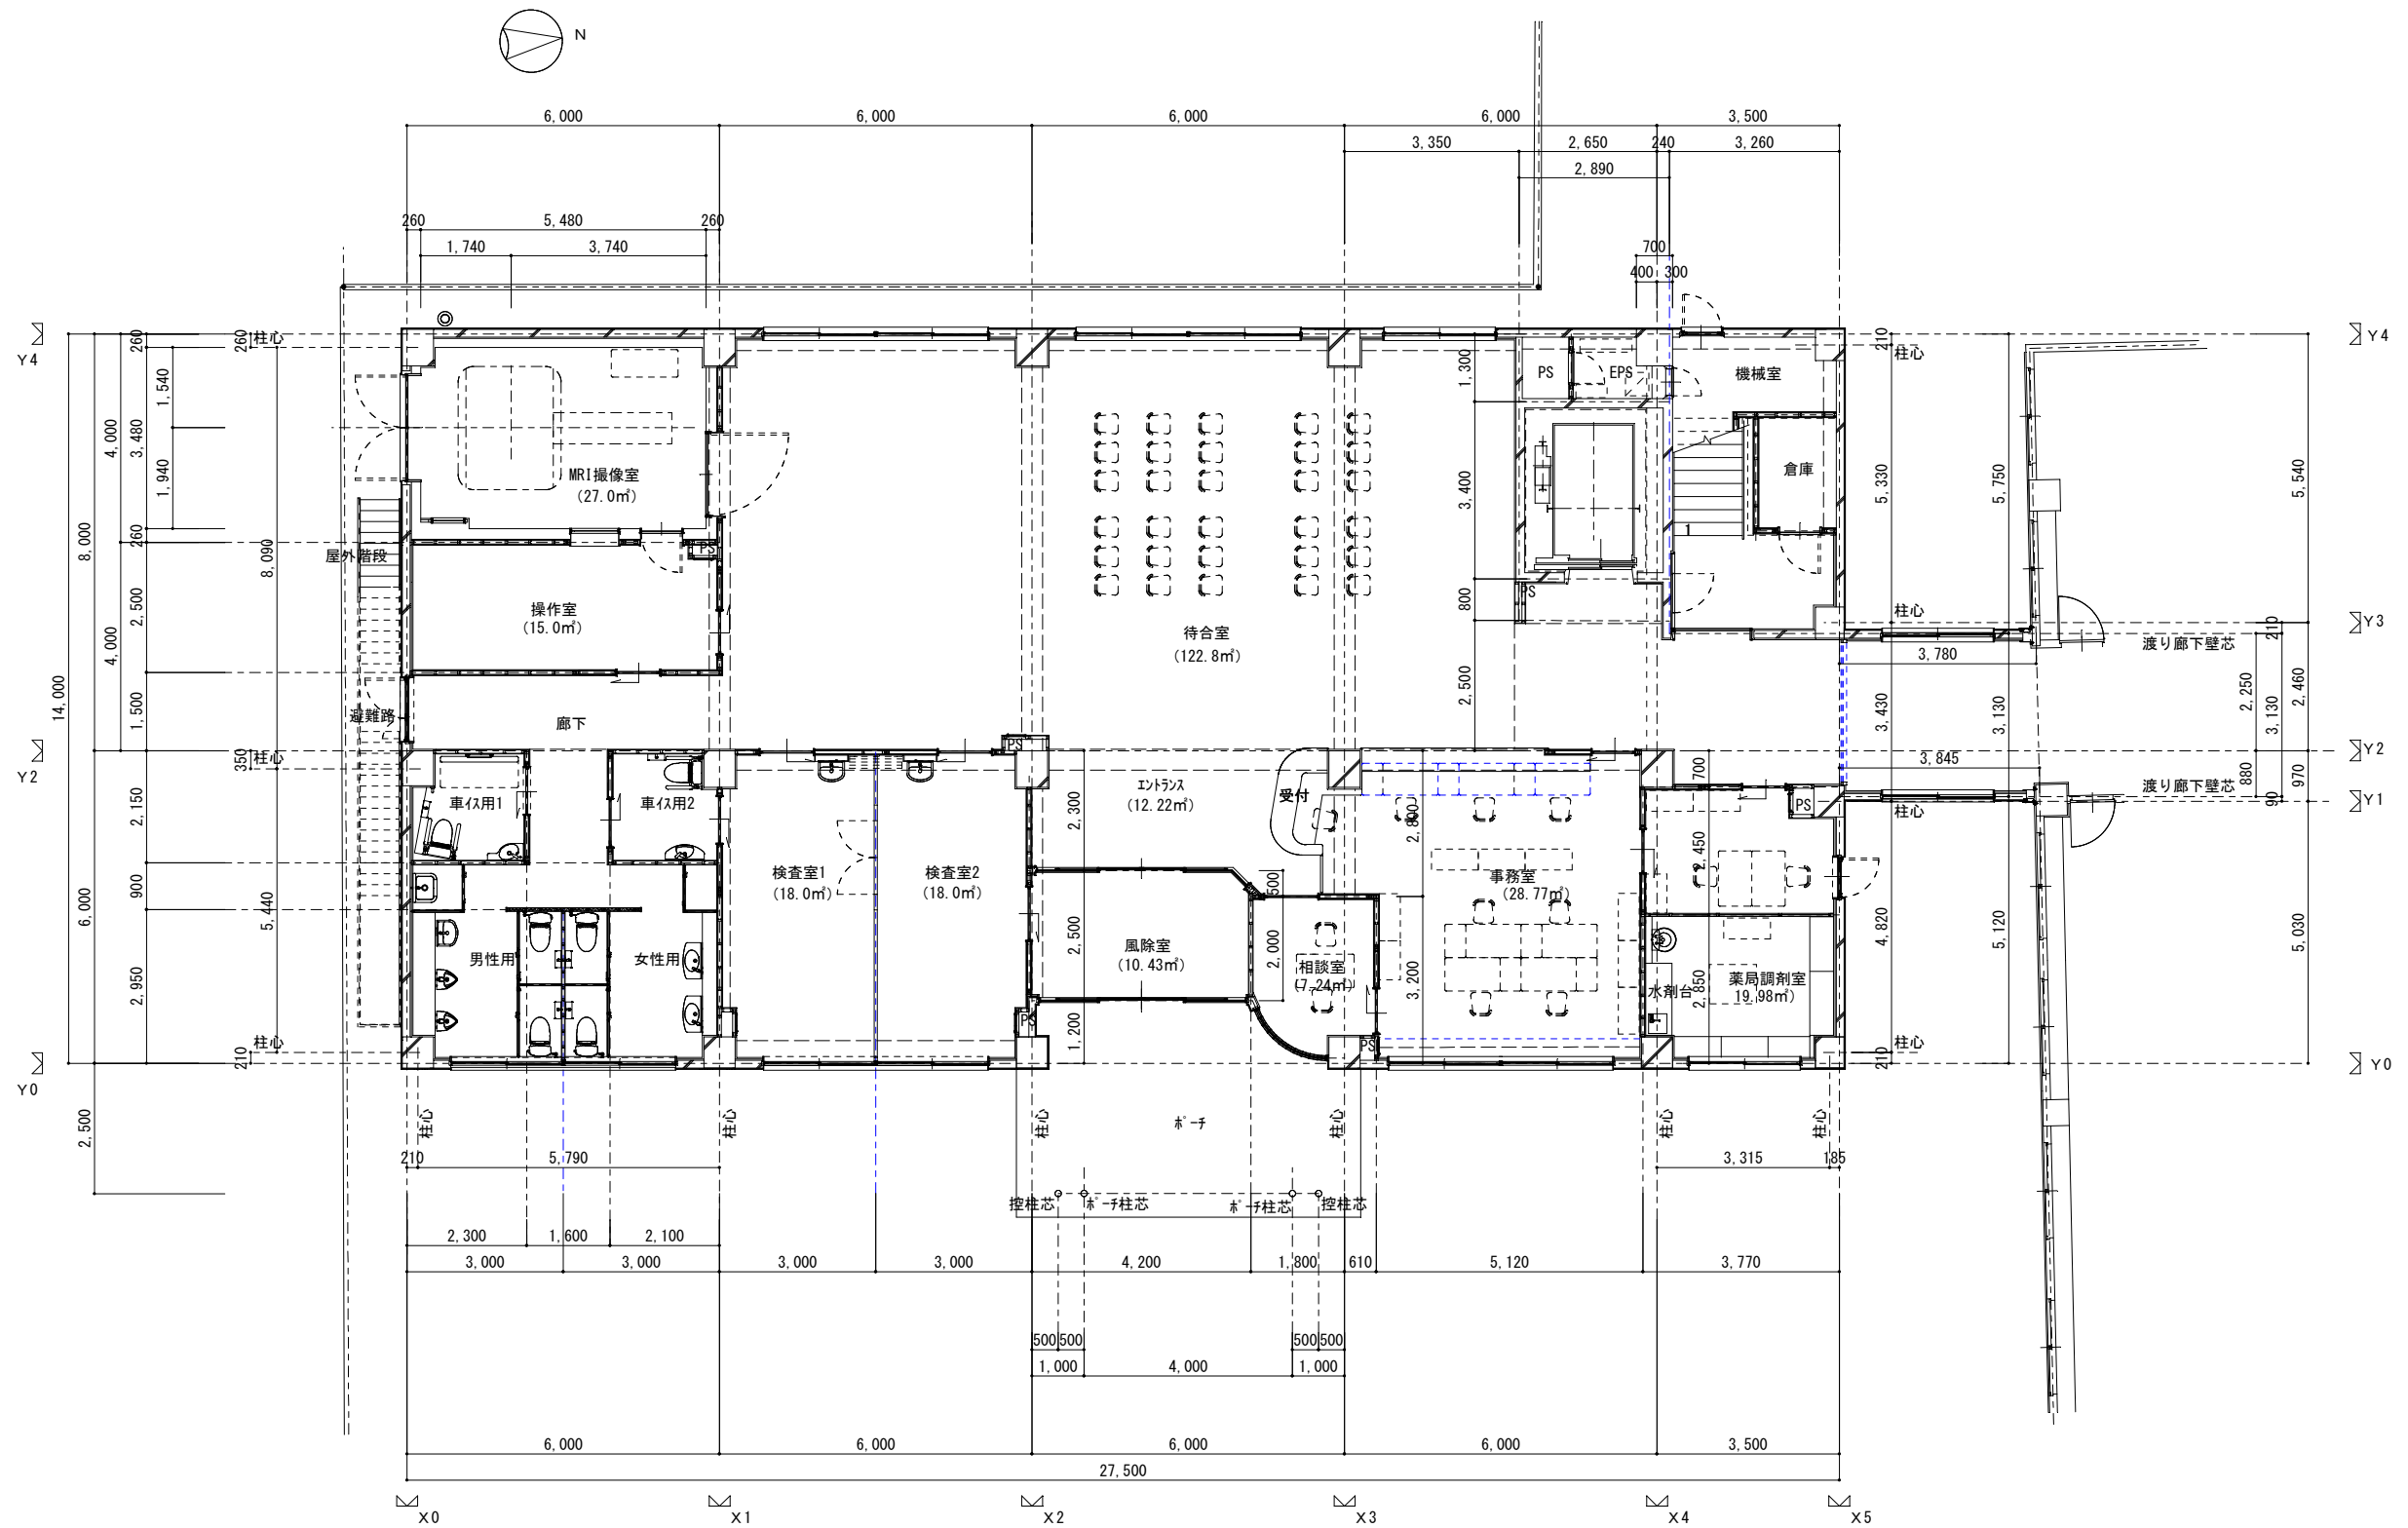 N
6,000 6,000 6,000 6,000 3,500
3,350 2,650 240 3,260
2,890
260 5,480 260
1,740 3,740
700
400 300
Y4
Y4
260
260
柱心
210
柱心
1,300
PS
EPS
機械室
1,540
4,000
3,480
1,940
MRI撮像室
(27.0㎡)
3,400
倉庫
5,330
5,750
5,540
8,000
260
屋外階段
8,090
PS
1
2,500
操作室
(15.0㎡)
800
PS
柱心
Y3
210
4,000
待合室
(122.8㎡)
渡り廊下壁芯
3,780
14,000
1,500
避難路
廊下
2,500
3,430
3,130
2,250
3,130
2,460
Y2
350
柱心
PS
Y2
3,845
2,150
車イス用1
車イス用2
2,300
エントランス
(12.22㎡)
受付
2,800
700
PS
880
970
渡り廊下壁芯
90
Y1
柱心
6,000
900
5,440
検査室1
(18.0㎡)
検査室2
(18.0㎡)
500
事務室
(28.77㎡)
2,450
4,820
5,120
5,030
2,950
男性用
女性用
2,500
風除室
(10.43㎡)
2,000
相談室
(7.24㎡)
3,200
水剤台
2,850
薬局調剤室
19.98㎡)
PS
1,200
PS
柱心
210
柱心
210
Y0
Y0
2,500
柱心
柱心
柱心
ポーチ
柱心
柱心
柱心
210 5,790
3,315 185
控柱芯
ポーチ柱芯
ポーチ柱芯
控柱芯
2,300 1,600 2,100
3,000 3,000 3,000 3,000 4,200 1,800 610 5,120 3,770
500 500
500 500
1,000 4,000 1,000
6,000 6,000 6,000 6,000 3,500
27,500
X0 X1 X2 X3 X4 X5